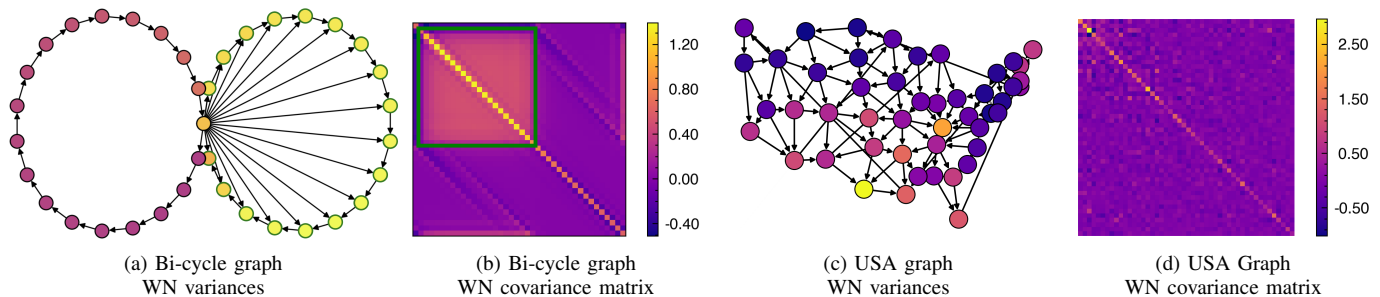 1.20
0.80
0.40
0.00
-0.40
2.50
1.50
0.50
-0.50
(a) Bi-cycle graph
WN variances
(b) Bi-cycle graph
WN covariance matrix
(c) USA graph
WN variances
(d) USA Graph
WN covariance matrix